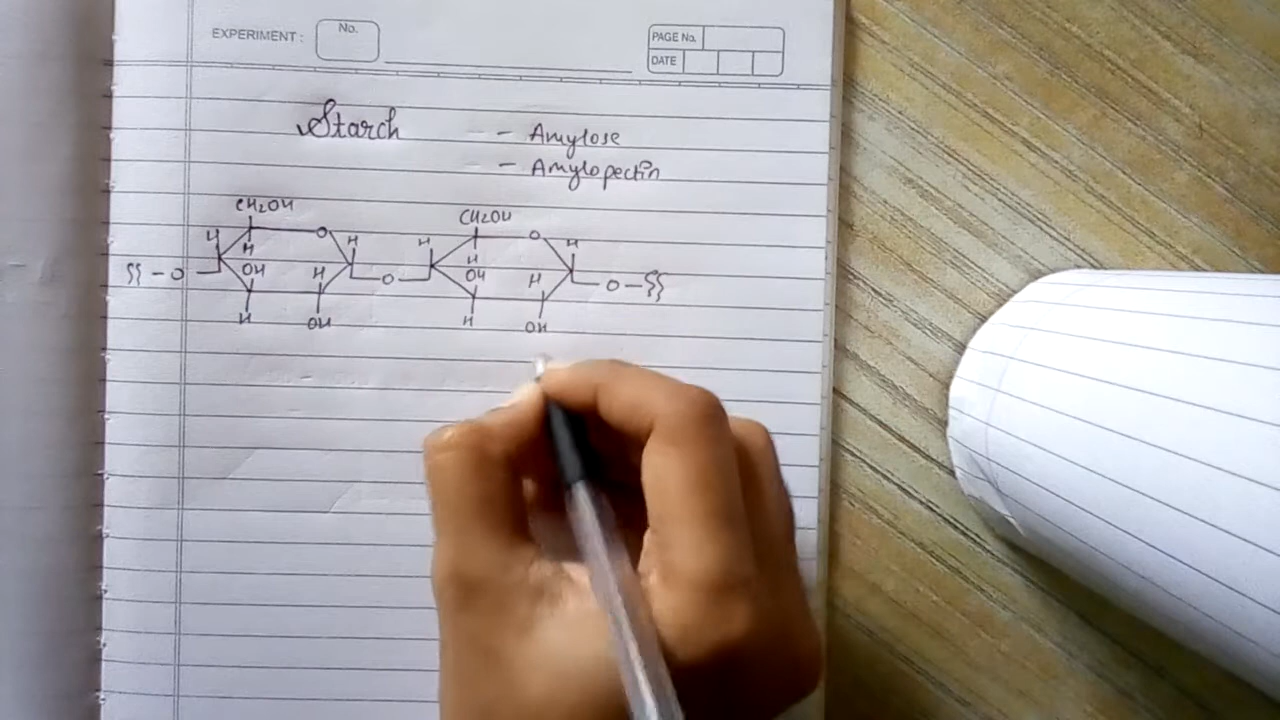 EXPERIMENT : No. PAGE No.
DATE
Starch - Amylose
- Amylopectin
CH2OH CH2OH
H O H H O H
H H
O OH H O OH H O
H OH H OH